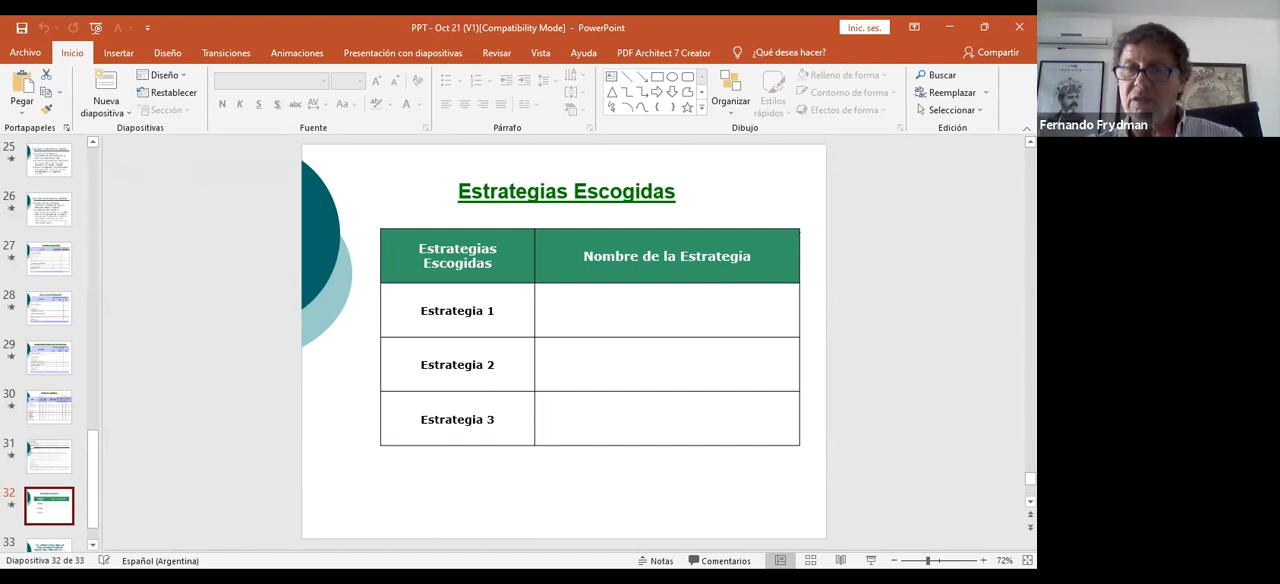 PPT - Oct 21 (V1)[Compatibility Mode] - PowerPoint
Inic. ses.
Archivo Inicio Insertar Diseño Transiciones Animaciones Presentación con diapositivas Revisar Vista Ayuda PDF Architect 7 Creator ¿Qué desea hacer? Compartir
Pegar
Nueva diapositiva
Diseño
Restablecer
Sección
N K S S abc AV Aa A
Organizar
Estilos rápidos
Relleno de forma
Contorno de forma
Efectos de forma
Buscar
Reemplazar
Seleccionar
Portapapeles Diapositivas Fuente Párrafo Dibujo Edición
Fernando Frydman
25
26
27
28
29
30
31
32
33
Estrategias Escogidas
Estrategias Escogidas
Nombre de la Estrategia
Estrategia 1
Estrategia 2
Estrategia 3
Diapositiva 32 de 33 Español (Argentina) Notas Comentarios 72%